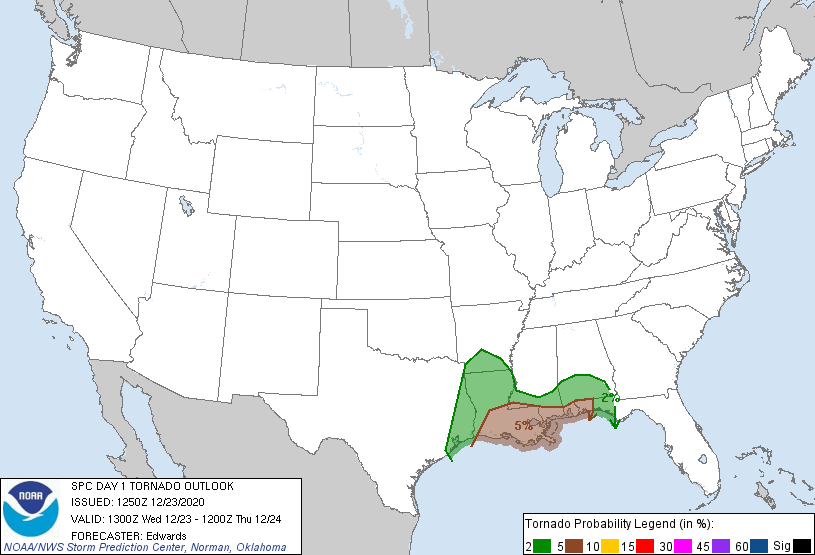 2%
5%
NOAA
SPC DAY 1 TORNADO OUTLOOK
ISSUED: 1250Z 12/23/2020
VALID: 1300Z Wed 12/23 - 1200Z Thu 12/24
FORECASTER: Edwards
NOAA/NWS Storm Prediction Center, Norman, Oklahoma
Tornado Probability Legend (in %):
2 5 10 15 30 45 60 Sig